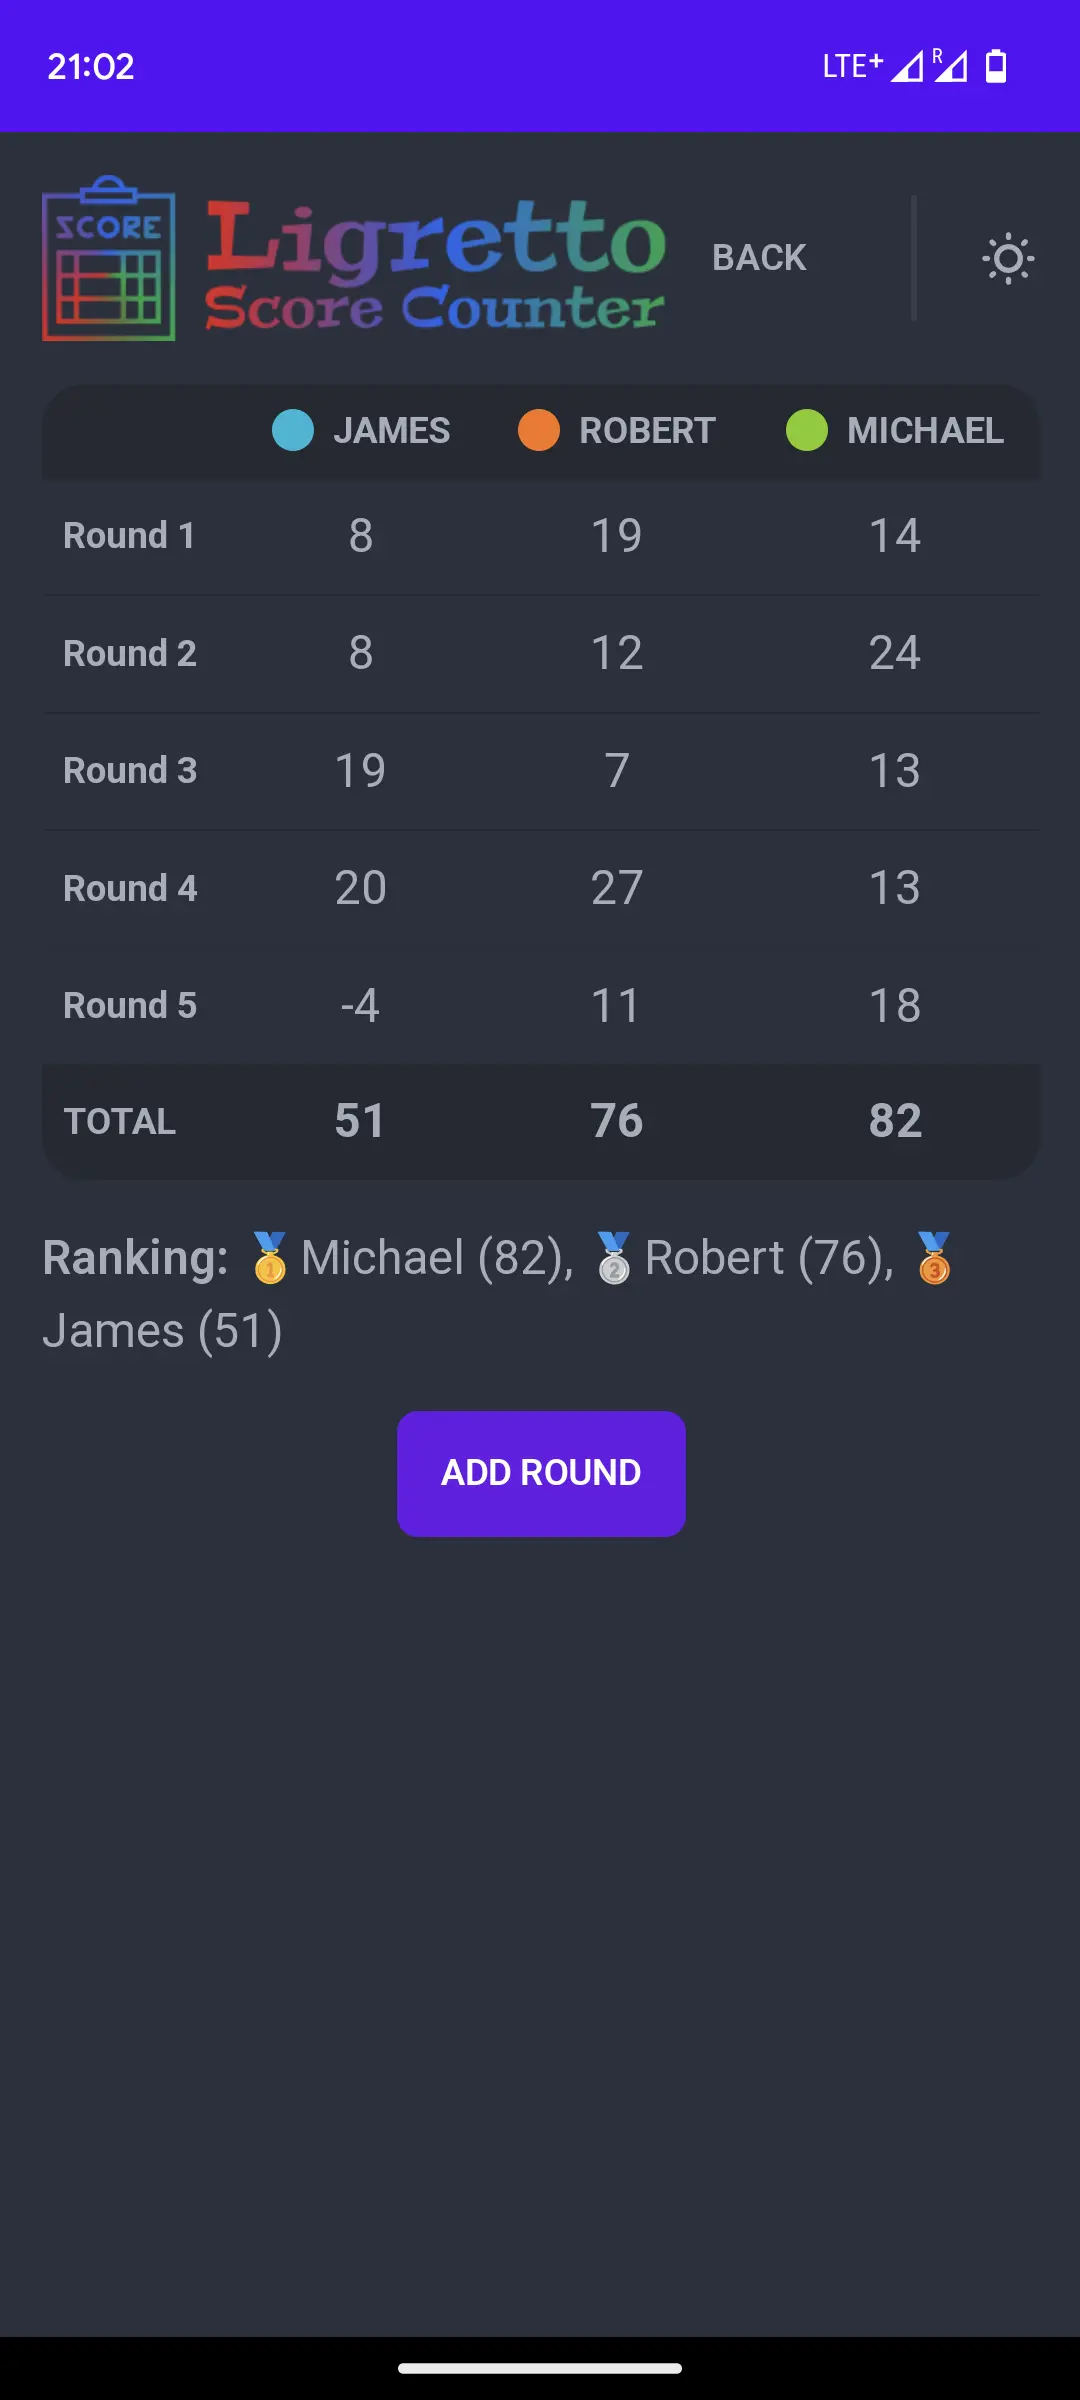 21:02 LTE+ R
SCORE
Ligretto
Score Counter
BACK
JAMES ROBERT MICHAEL
Round 1 8 19 14
Round 2 8 12 24
Round 3 19 7 13
Round 4 20 27 13
Round 5 -4 11 18
TOTAL 51 76 82
Ranking: 🥇Michael (82), 🥈Robert (76), 🥉
James (51)
ADD ROUND